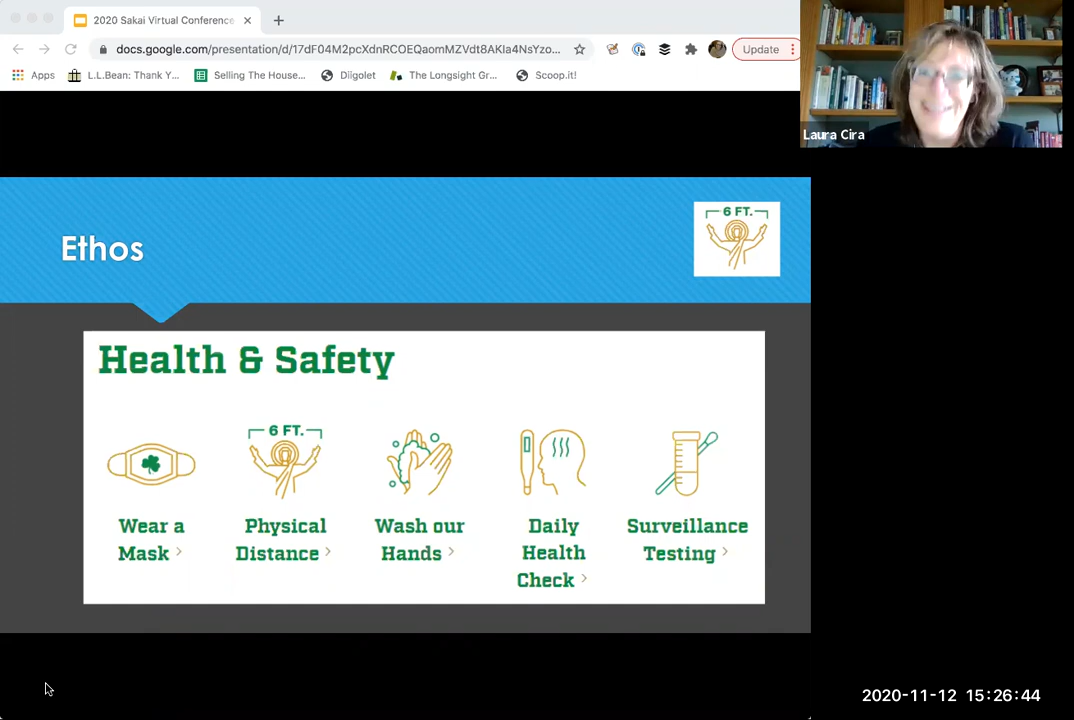 2020 Sakai Virtual Conference
docs.google.com/presentation/d/17dF04M2pcXdnRCOEQaomMZVdt8AKIa4NsYzo...
Update
Apps
L.L.Bean: Thank Y...
Selling The House...
Diigolet
The Longsight Gr...
Scoop.it!
Laura Cira
Ethos
6 FT.
Health & Safety
6 FT.
Wear a
Mask
Physical
Distance
Wash our
Hands
Daily
Health
Check
Surveillance
Testing
2020-11-12 15:26:44